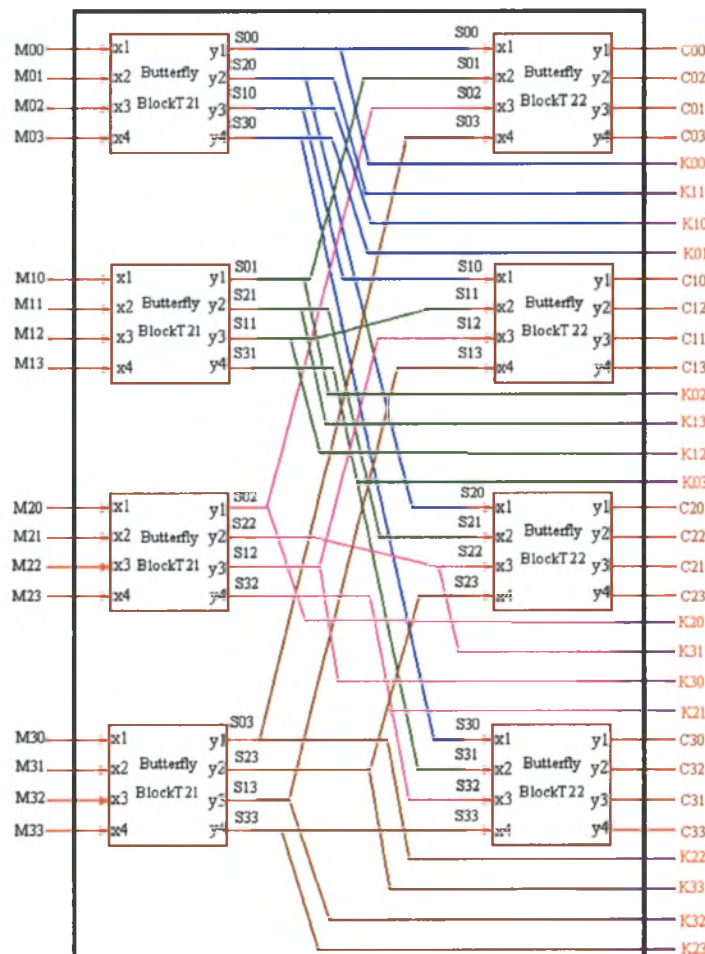 S00 S00
M00 x1 y1 x1 y1 C00
M01 x2 Butterfly y2 S20 S01 x2 Butterfly y2 C02
M02 x3 BlockT21 y3 S10 S02 x3 BlockT22 y3 C01
M03 x4 y4 S30 S03 x4 y4 C03
K00
K11
K10
K01
M10 x1 y1 S01 S10 x1 y1 C10
M11 x2 Butterfly y2 S21 S11 x2 Butterfly y2 C12
M12 x3 BlockT21 y3 S11 S12 x3 BlockT22 y3 C11
M13 x4 y4 S31 S13 x4 y4 C13
K02
K13
K12
K03
M20 x1 y1 S02 S20 x1 y1 C20
M21 x2 Butterfly y2 S22 S21 x2 Butterfly y2 C22
M22 x3 BlockT21 y3 S12 S22 x3 BlockT22 y3 C21
M23 x4 y4 S32 S23 x4 y4 C23
K20
K31
K30
K21
M30 x1 y1 S03 S30 x1 y1 C30
M31 x2 Butterfly y2 S23 S31 x2 Butterfly y2 C32
M32 x3 BlockT21 y3 S13 S32 x3 BlockT22 y3 C31
M33 x4 y4 S33 S33 x4 y4 C33
K22
K33
K32
K23